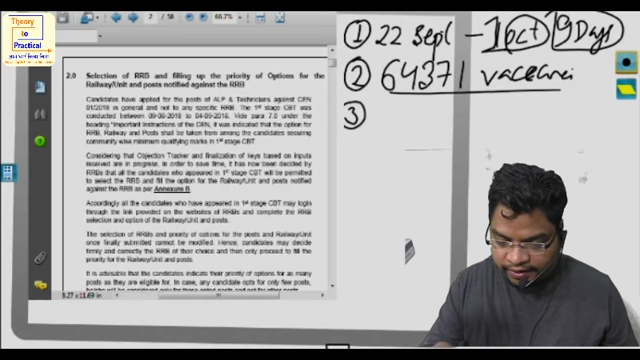 Theory
to
Practical
2 / 58
66.7%
① 22 Sept - 1 oct 9 Days
② 64371
③
2.0 Selection of RRB and filling up the priority of Options for the
Railway/Unit and posts notified against the RRB
Candidates have applied for the posts of ALP & Technicians against CEN
01/2018 in general and not to any specific RRB. The 1st stage CBT was
conducted between 09-08-2018 to 04-09-2018. Vide para 7.0 under the
heading "Important Instructions of the CEN, it was indicated that the option for
RRB, Railway and Posts shall be taken from among the candidates securing
community wise minimum qualifying marks in 1st stage CBT.
Considering that Objection Tracker and finalization of keys based on inputs
received are in progress, in order to save time, it has now been decided by
RRBs that all the candidates who appeared in 1st stage CBT will be permitted
to select the RRB and fill the option for the Railway/Unit and posts notified
against the RRB as per Annexure B.
Accordingly all the candidates who have appeared in 1st stage CBT may login
through the link provided on the websites of RRBs and complete the RRB
selection and option of the Railway/Unit and posts.
The selection of RRBs and priority of options for the posts and Railway/Unit
once finally submitted cannot be modified. Hence, candidates may decide
firmly and correctly the RRB of their choice and then only proceed to fill the
priority for the Railway/Unit and posts.
It is advisable that the candidates indicate their priority of options for as many
posts as they are eligible for. In case, any candidate opts for only few posts,
8.27 x 11.69 in